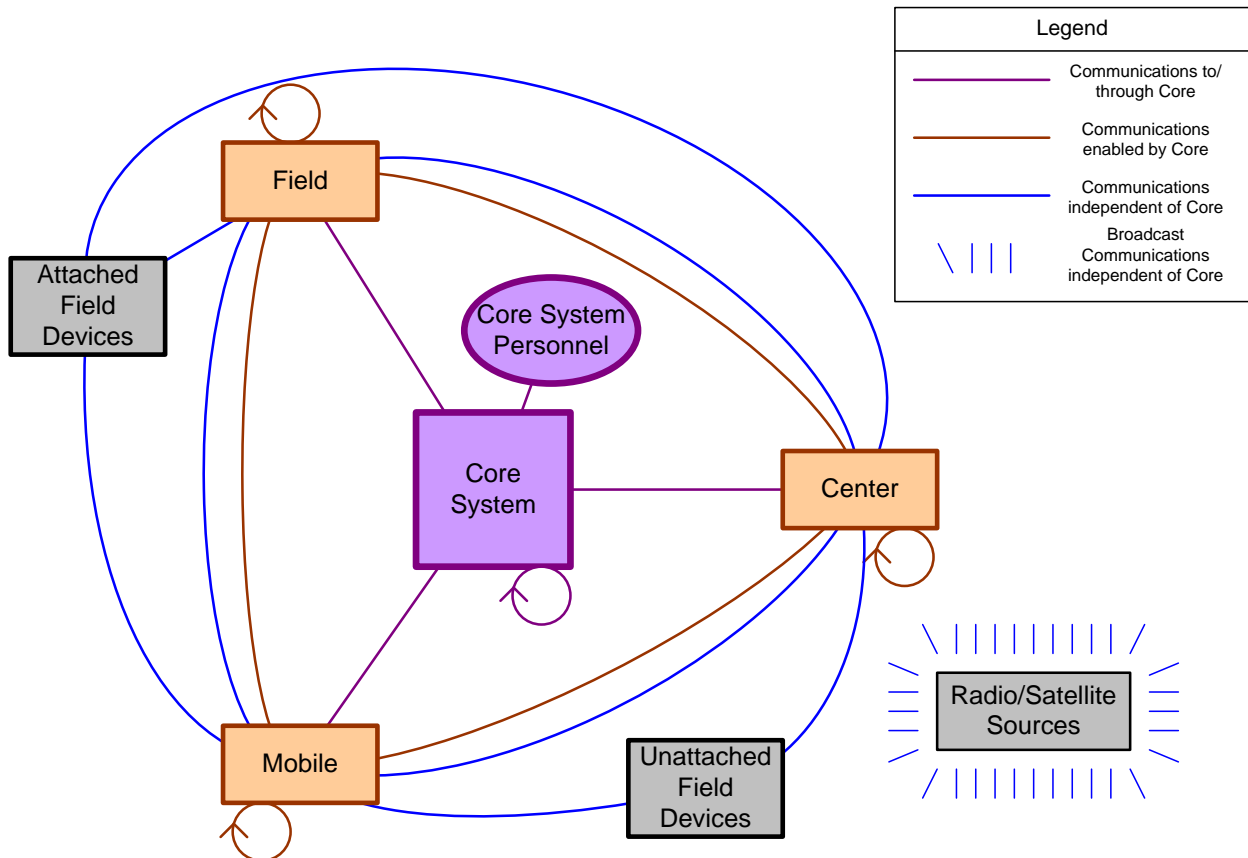 Legend
Communications to/
through Core
Communications
enabled by Core
Communications
independent of Core
Broadcast
Communications
independent of Core
Field
Attached
Field
Devices
Core System
Personnel
Core
System
Center
Mobile
Unattached
Field
Devices
Radio/Satellite
Sources